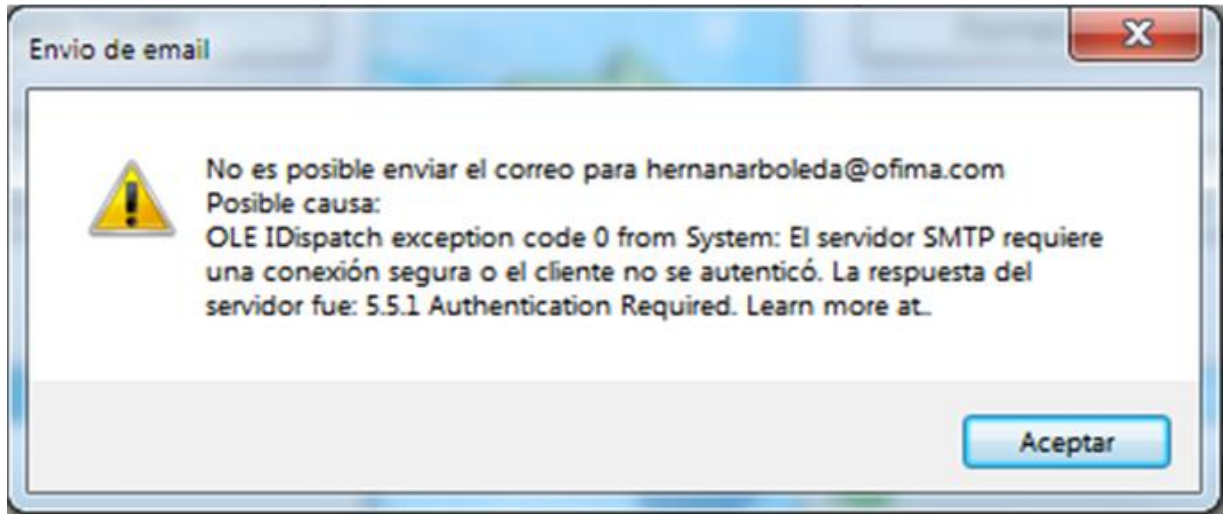 Envio de email
No es posible enviar el correo para hernanarboleda@ofima.com
Posible causa:
OLE IDispatch exception code 0 from System: El servidor SMTP requiere
una conexión segura o el cliente no se autenticó. La respuesta del
servidor fue: 5.5.1 Authentication Required. Learn more at..
Aceptar